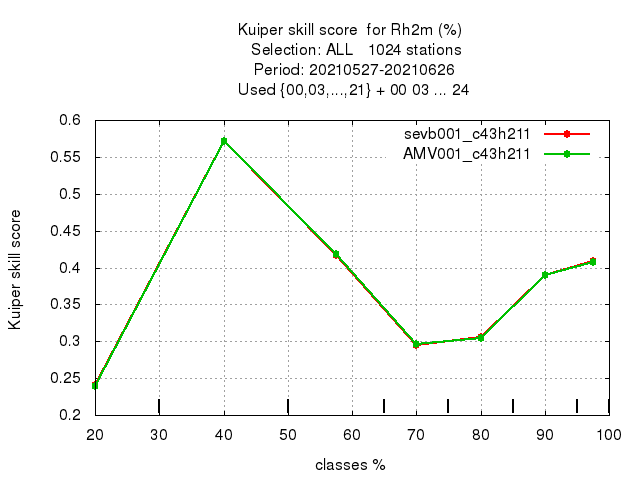 Kuiper skill score  for Rh2m (%)
Selection: ALL   1024 stations
Period: 20210527-20210626
Used {00,03,...,21} + 00 03 ... 24
sevb001_c43h211
AMV001_c43h211
Kuiper skill score
0.6
0.55
0.5
0.45
0.4
0.35
0.3
0.25
0.2
20 30 40 50 60 70 80 90 100
classes %